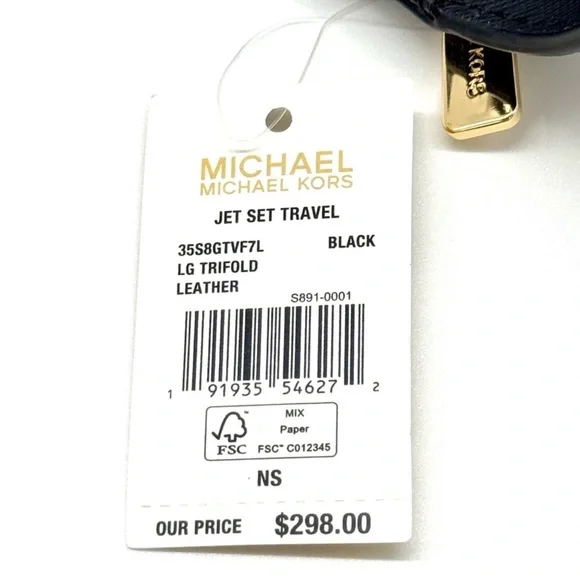 KORS
MICHAEL
MICHAEL KORS
JET SET TRAVEL
35S8GTVF7L BLACK
LG TRIFOLD
LEATHER
S891-0001
1 91935 54627 2
FSC™
MIX
Paper
FSC™ C012345
NS
OUR PRICE $298.00